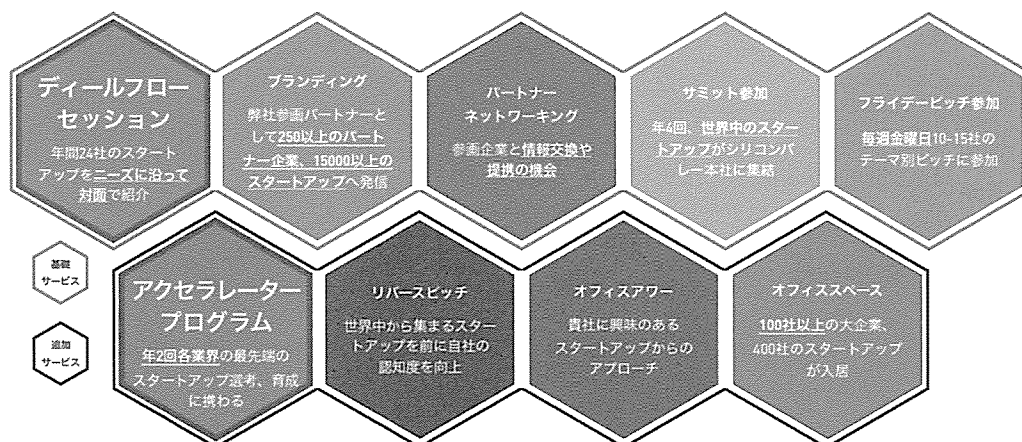 ディールフロー
セッション
年間24社のスタート
アップをニーズに沿って
対面で紹介
ブランディング
弊社参画パートナーと
して250以上のパート
ナー企業、15000以上の
スタートアップへ発信
パートナー
ネットワーキング
参画企業と情報交換や
提携の機会
サミット参加
年4回、世界中のスター
トアップがシリコンバ
レー本社に集結
フライデーピッチ参加
毎週金曜日10-15社の
テーマ別ピッチに参加
基礎
サービス
追加
サービス
アクセラレーター
プログラム
年2回各業界の最先端の
スタートアップ選考、育成
に携わる
リバースピッチ
世界中から集まるスター
トアップを前に自社の
認知度を向上
オフィスアワー
貴社に興味のある
スタートアップからの
アプローチ
オフィススペース
100社以上の大企業、
400社のスタートアップ
が入居